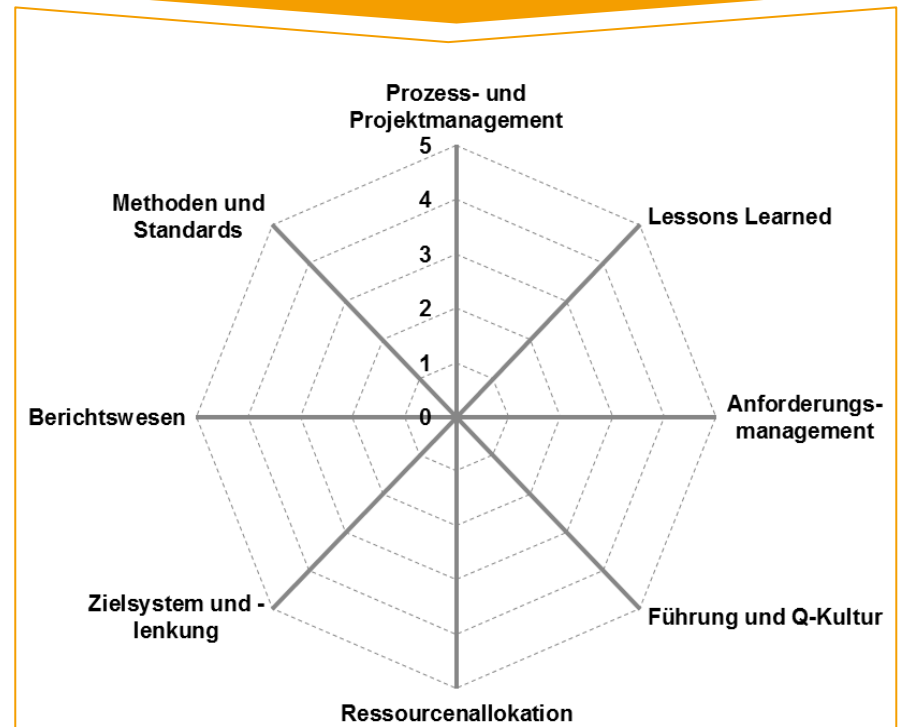 Prozess- und
Projektmanagement
5
4
3
2
1
0
Methoden und
Standards
Lessons Learned
Berichtswesen
Anforderungs-
management
Zielsystem und -
lenkung
Führung und Q-Kultur
Ressourcenallokation